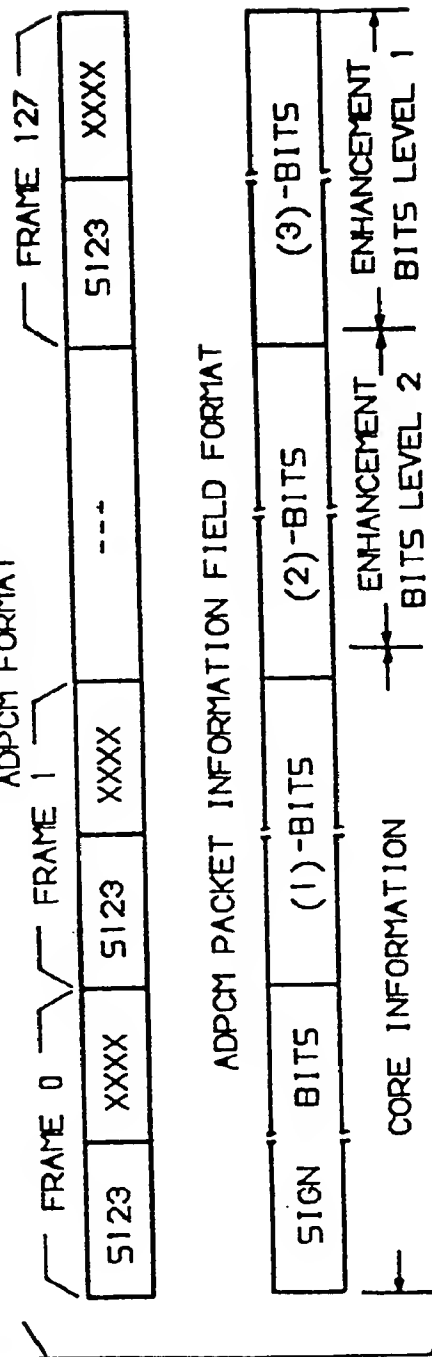 ADPCM FORMAT
FRAME 0 FRAME 1 FRAME 127
S123 XXXX S123 XXXX --- S123 XXXX
ADPCM PACKET INFORMATION FIELD FORMAT
SIGN BITS (1)-BITS (2)-BITS (3)-BITS
CORE INFORMATION ENHANCEMENT BITS LEVEL 2 ENHANCEMENT BITS LEVEL 1